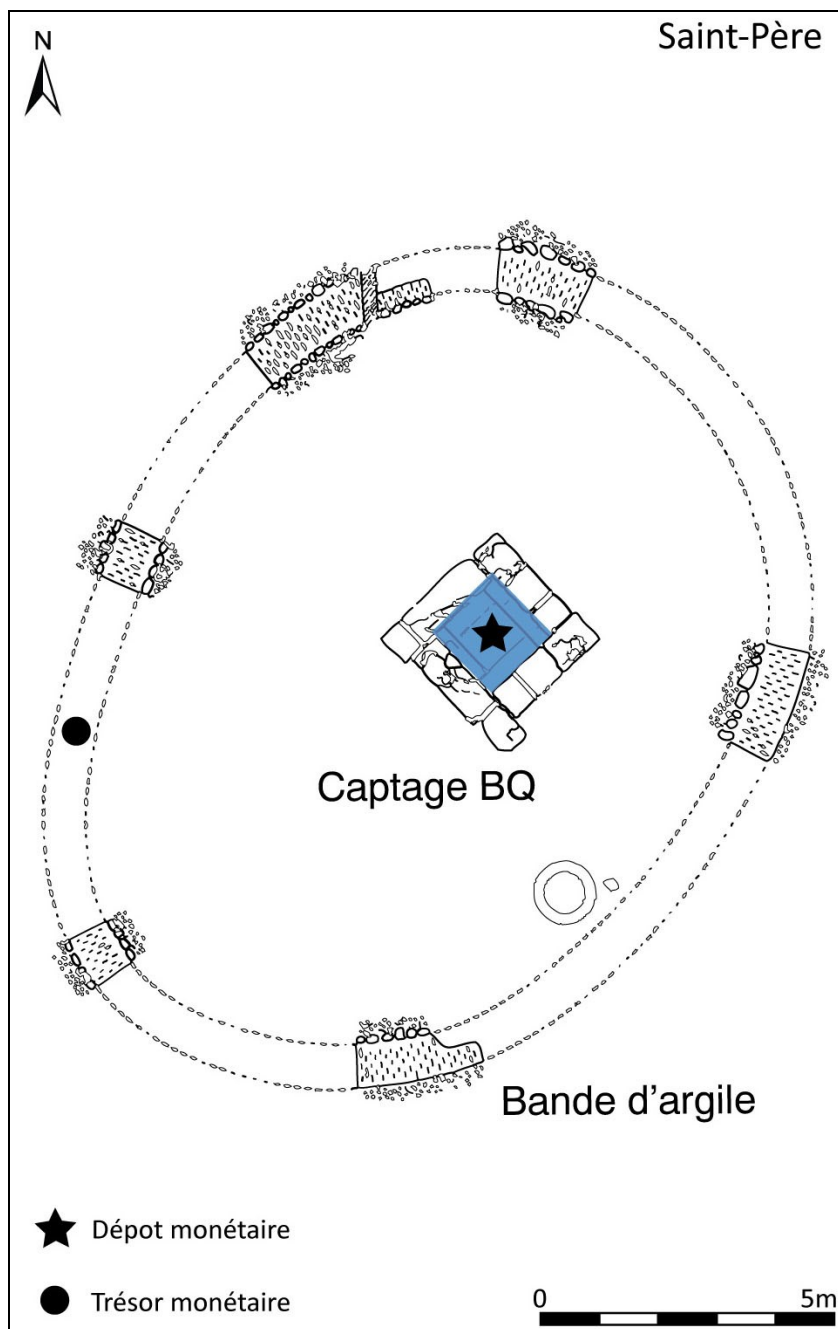 Saint-Père
N
Captage BQ
Bande d'argile
Dépot monétaire
Trésor monétaire
0 5m